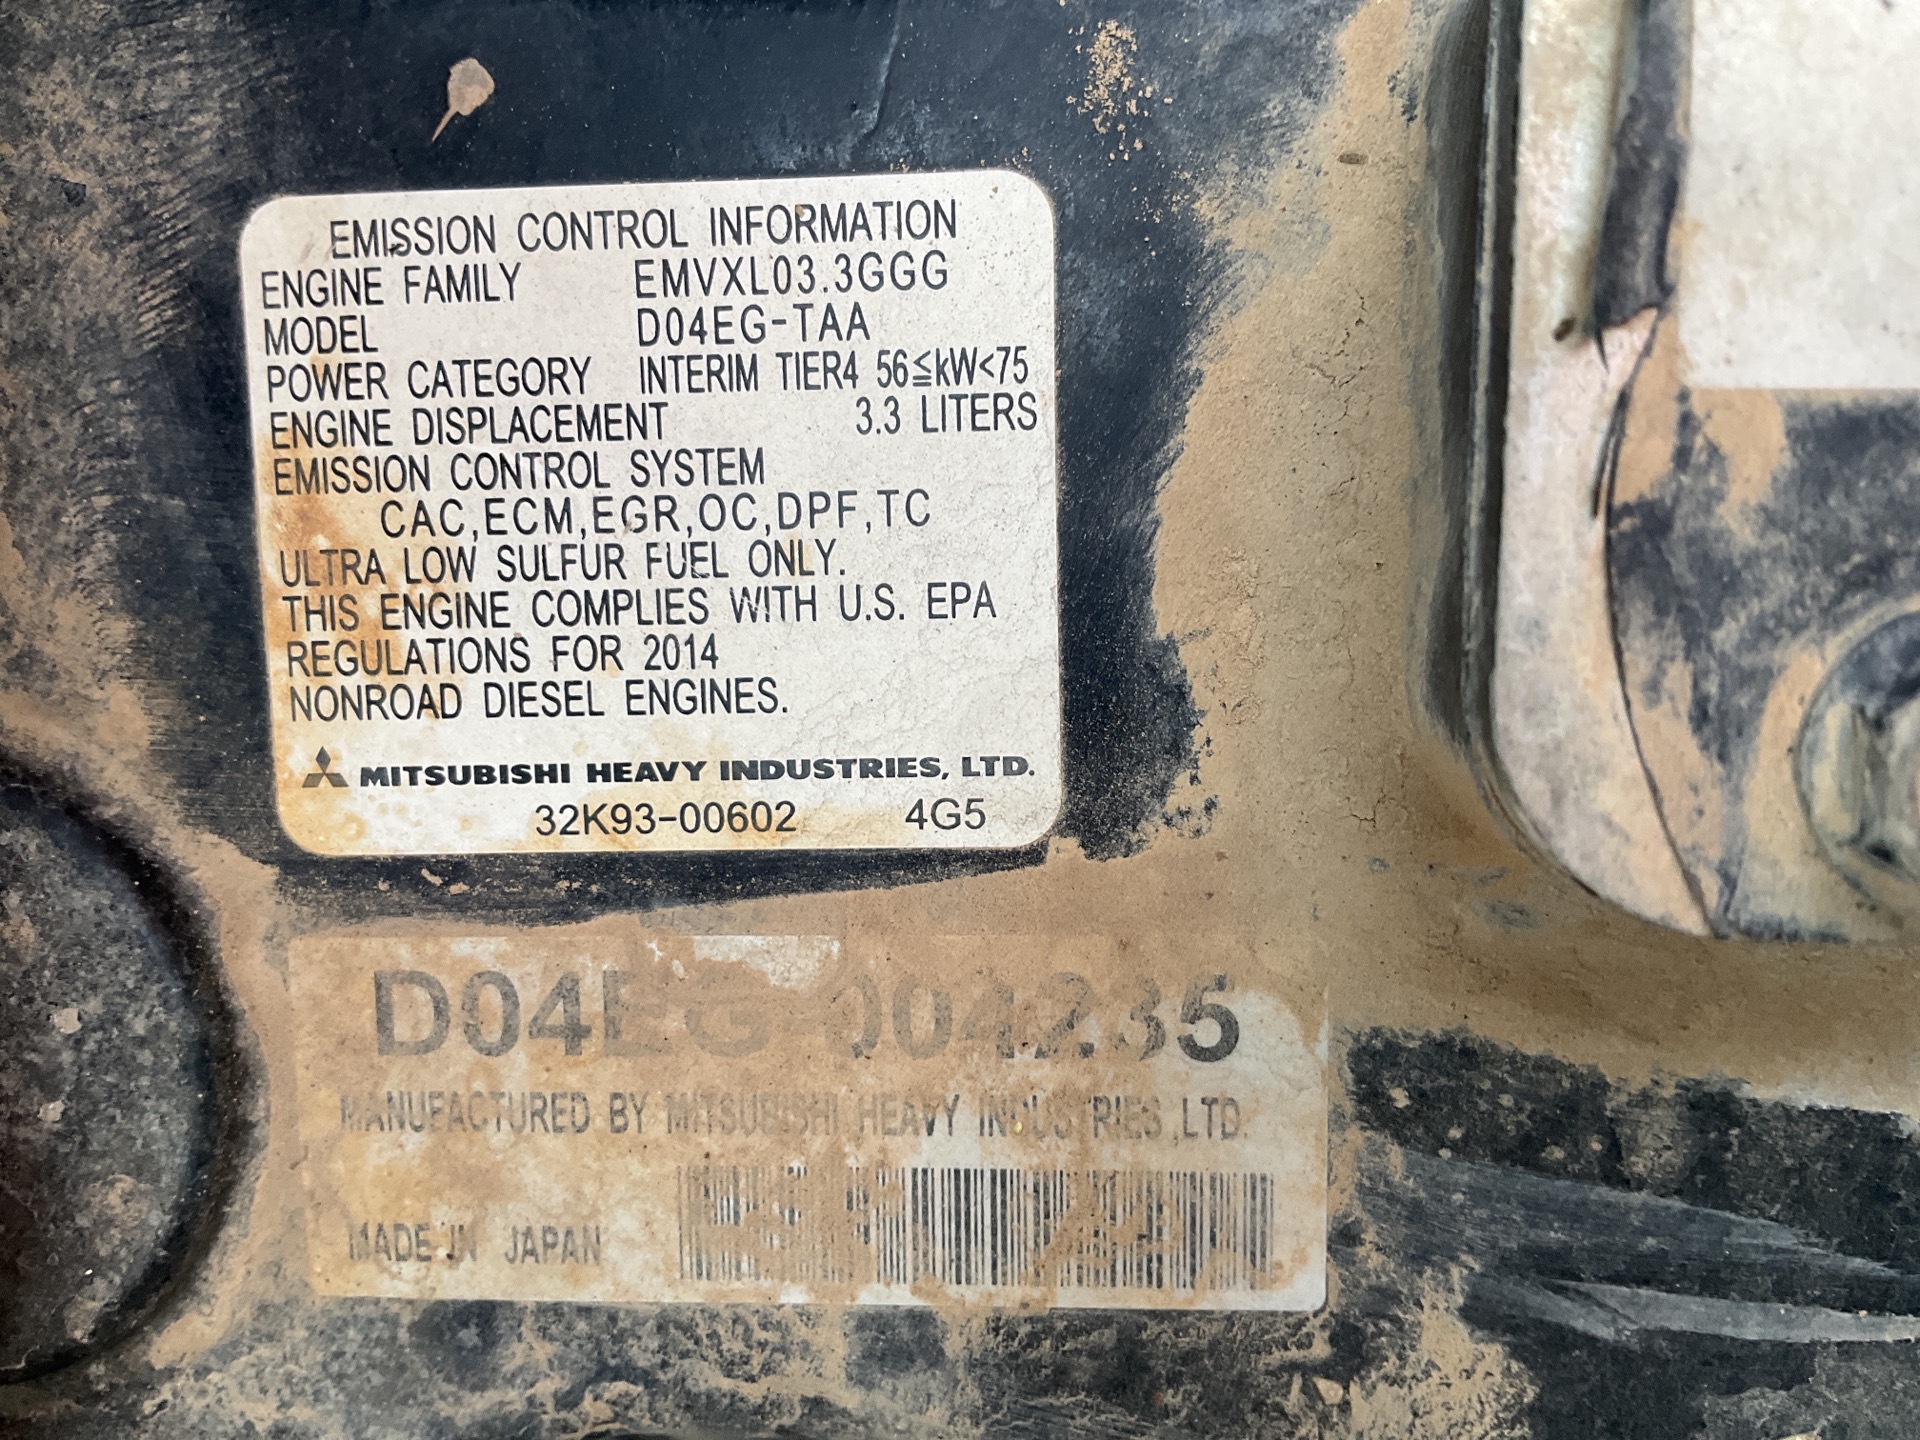 EMISSION CONTROL INFORMATION
ENGINE FAMILY EMVXL03.3GGG
MODEL D04EG-TAA
POWER CATEGORY INTERIM TIER4 56≦kW<75
ENGINE DISPLACEMENT 3.3 LITERS
EMISSION CONTROL SYSTEM
CAC,ECM,EGR,OC,DPF,TC
ULTRA LOW SULFUR FUEL ONLY.
THIS ENGINE COMPLIES WITH U.S. EPA
REGULATIONS FOR 2014
NONROAD DIESEL ENGINES.
MITSUBISHI HEAVY INDUSTRIES, LTD.
32K93-00602 4G5
D04EG 004235
MANUFACTURED BY MITSUBISHI HEAVY INDUSTRIES,LTD.
MADE IN JAPAN